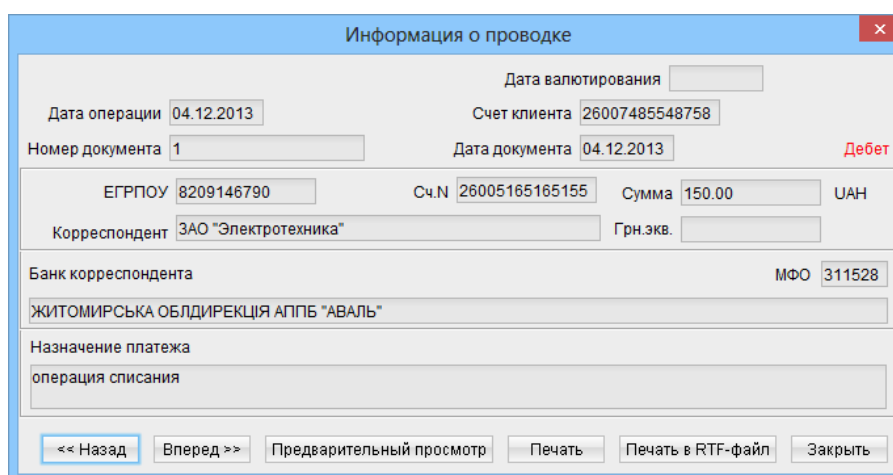 Информация о проводке
Дата валютирования
Дата операции 04.12.2013 Счет клиента 26007485548758
Номер документа 1 Дата документа 04.12.2013 Дебет
ЕГРПОУ 8209146790 Сч.N 26005165165155 Сумма 150.00 UAH
Корреспондент ЗАО "Электротехника" Грн.экв.
Банк корреспондента МФО 311528
ЖИТОМИРСЬКА ОБЛДИРЕКЦІЯ АППБ "АВАЛЬ"
Назначение платежа
операция списания
<< Назад Вперед >> Предварительный просмотр Печать Печать в RTF-файл Закрыть